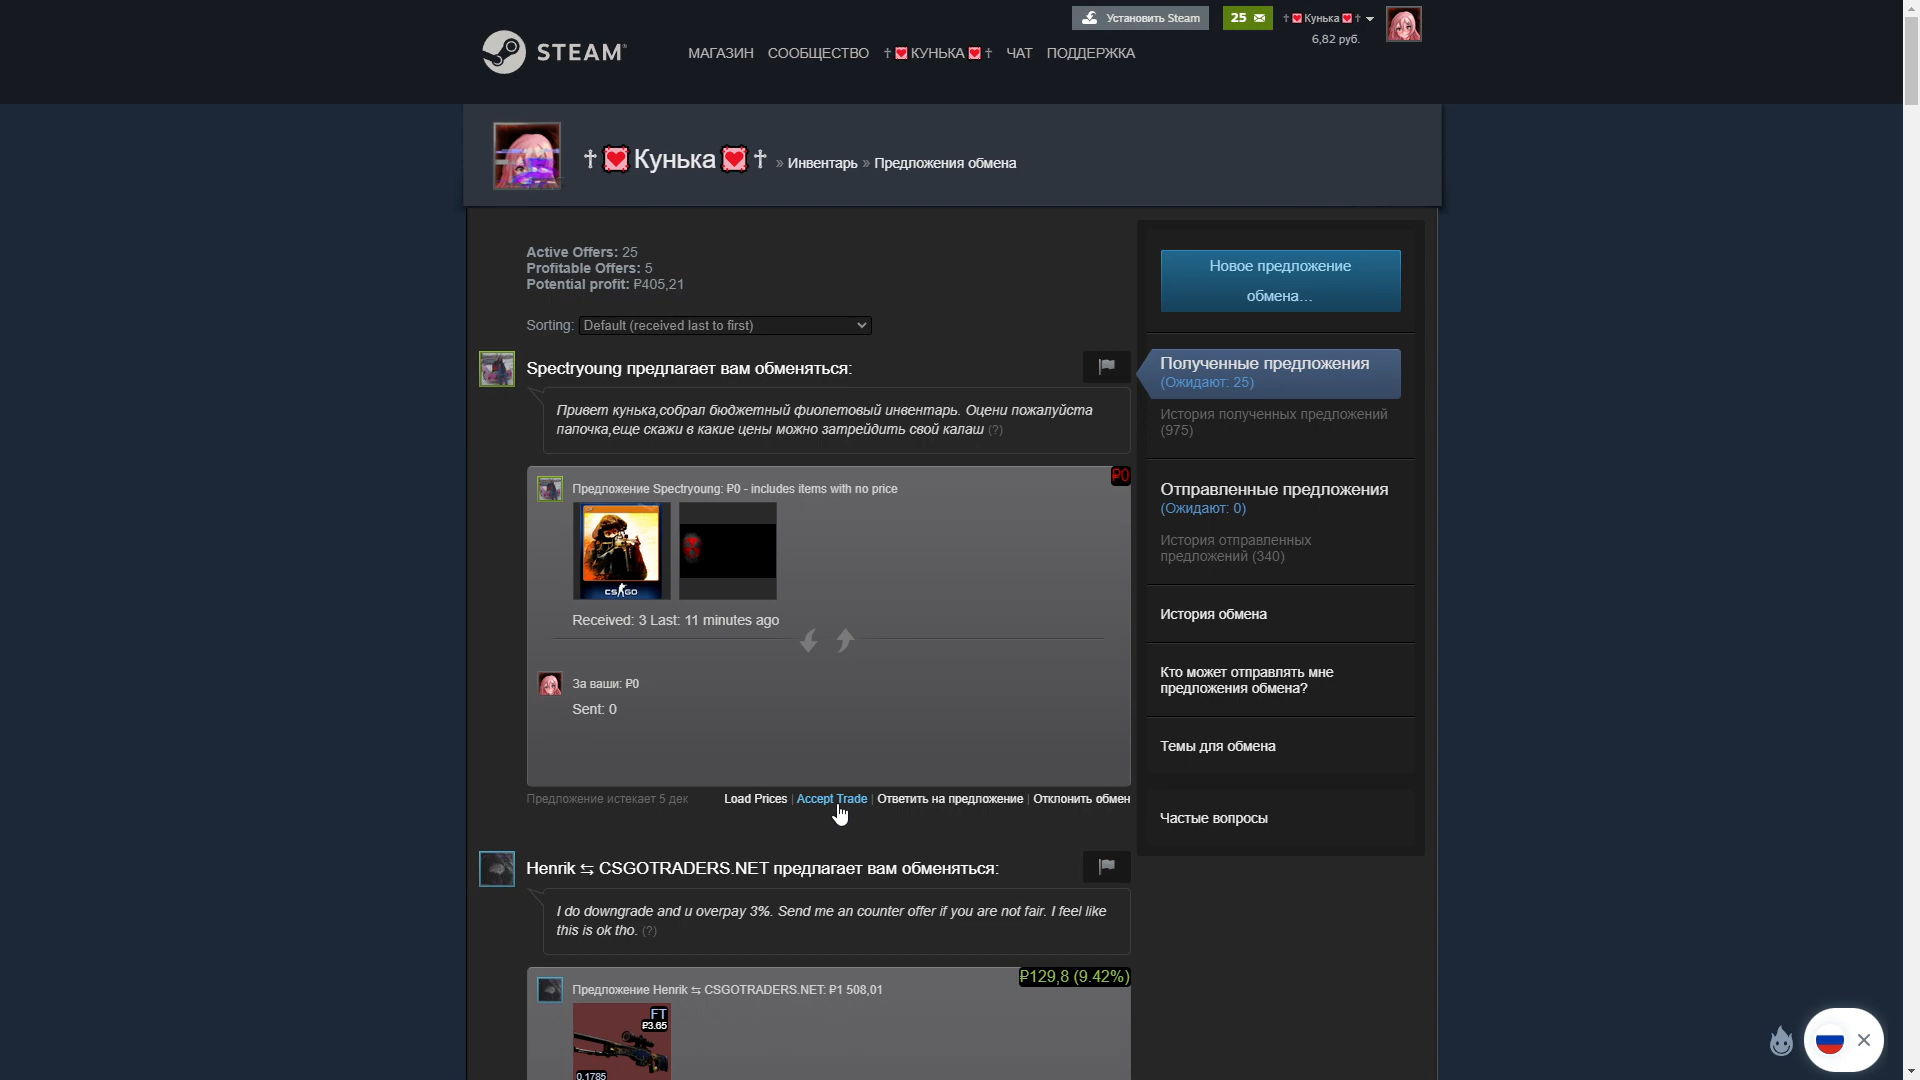 Установить Steam
25
†💟Кунька💟†
6,82 руб.
STEAM
МАГАЗИН СООБЩЕСТВО †💟КУНЬКА💟† ЧАТ ПОДДЕРЖКА
†💟Кунька💟† » Инвентарь » Предложения обмена
Active Offers: 25
Profitable Offers: 5
Potential profit: ₽405,21
Sorting: Default (received last to first)
Spectryoung предлагает вам обменяться:
Привет кунька,собрал бюджетный фиолетовый инвентарь. Оцени пожалуйста
папочка,еще скажи в какие цены можно затрейдить свой калаш (?)
₽0
Предложение Spectryoung: ₽0 - includes items with no price
CS GO
Received: 3 Last: 11 minutes ago
За ваши: ₽0
Sent: 0
Предложение истекает 5 дек
Load Prices | Accept Trade | Ответить на предложение | Отклонить обмен
Henrik ⇆ CSGOTRADERS.NET предлагает вам обменяться:
I do downgrade and u overpay 3%. Send me an counter offer if you are not fair. I feel like
this is ok tho. (?)
₽129,8 (9.42%)
Предложение Henrik ⇆ CSGOTRADERS.NET: ₽1 508,01
FT
₽3.65
0.1785
Новое предложение
обмена...
Полученные предложения
(Ожидают: 25)
История полученных предложений
(975)
Отправленные предложения
(Ожидают: 0)
История отправленных
предложений (340)
История обмена
Кто может отправлять мне
предложения обмена?
Темы для обмена
Частые вопросы